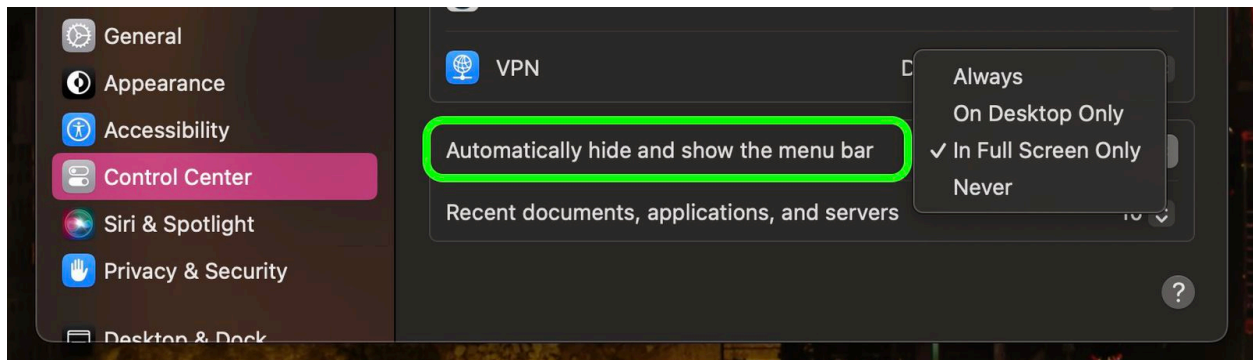 General
Appearance
Accessibility
Control Center
Siri & Spotlight
Privacy & Security
Desktop & Dock
VPN
Automatically hide and show the menu bar
Recent documents, applications, and servers
10
Always
On Desktop Only
✓ In Full Screen Only
Never
?